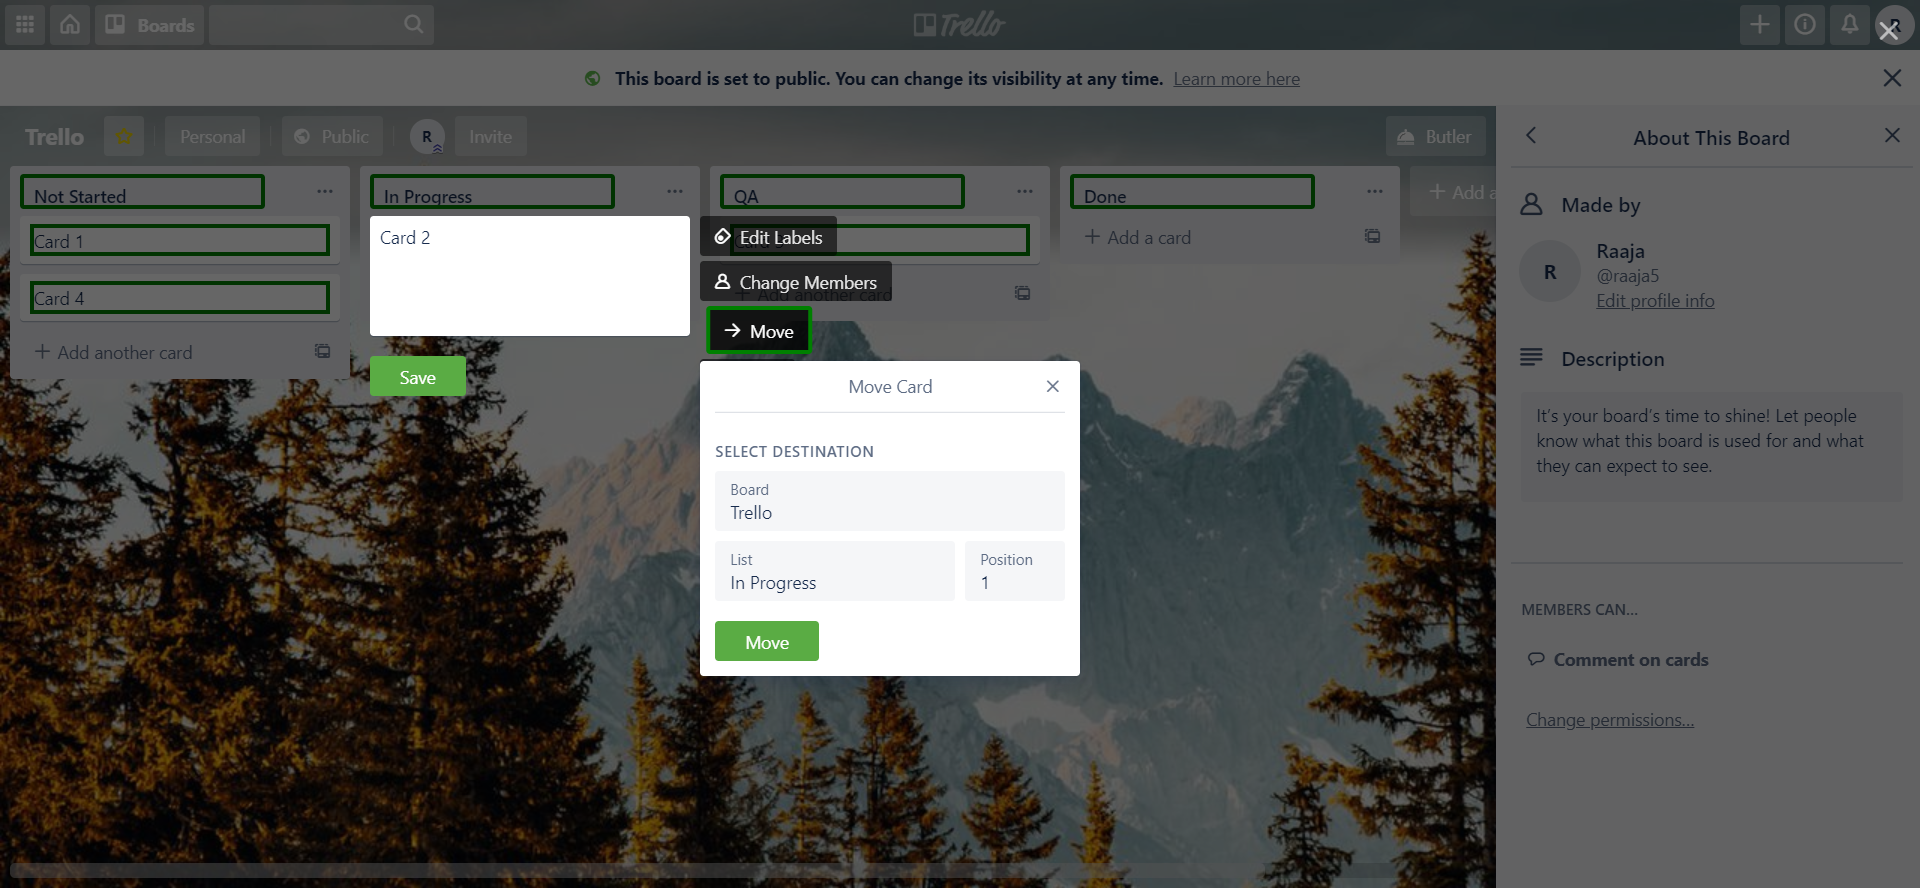 Boards
Trello
R
This board is set to public. You can change its visibility at any time. Learn more here
Trello
Personal
Public
R
Invite
Butler
Not Started
In Progress
QA
Done
Add a
Card 1
Card 4
Add another card
Card 2
Save
Edit Labels
Change Members
Add another card
Move
Add a card
Move Card
SELECT DESTINATION
Board
Trello
List
In Progress
Position
1
Move
About This Board
Made by
R
Raaja
@raaja5
Edit profile info
Description
It's your board's time to shine! Let people
know what this board is used for and what
they can expect to see.
MEMBERS CAN...
Comment on cards
Change permissions...